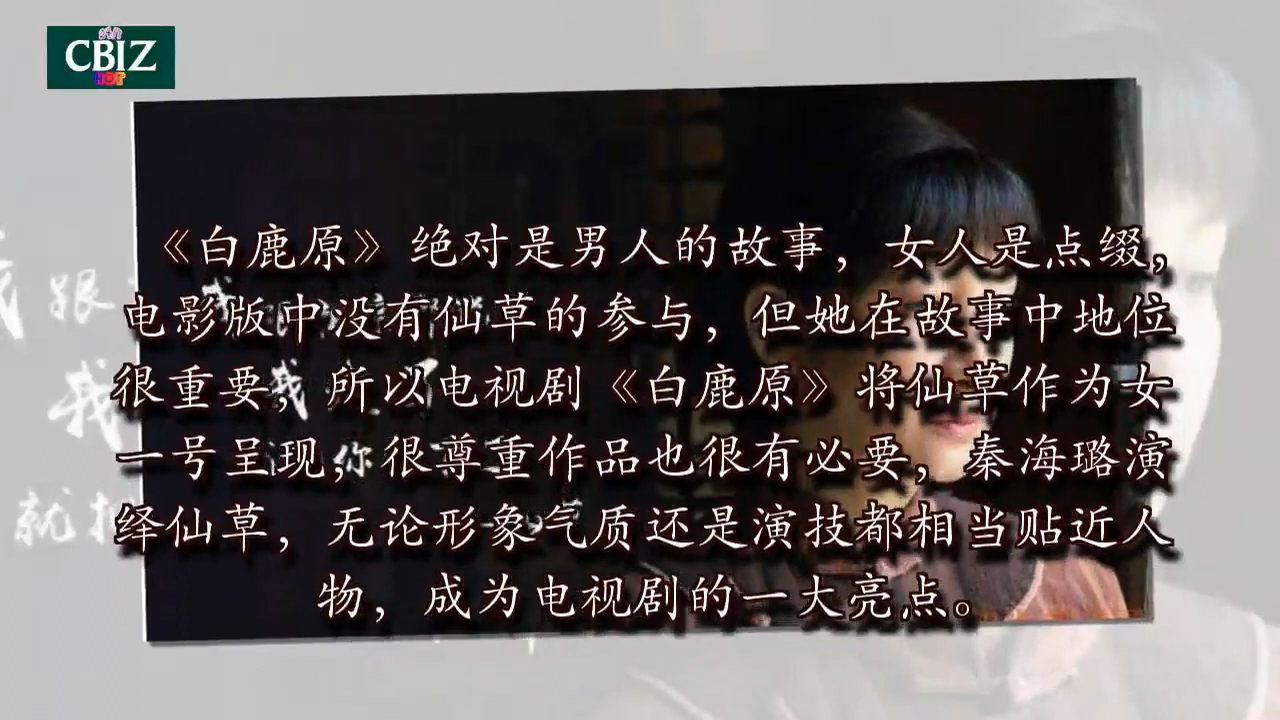 CBIZ
HOT
《白鹿原》绝对是男人的故事，女人是点缀，
电影版中没有仙草的参与，但她在故事中地位
很重要，所以电视剧《白鹿原》将仙草作为女
一号呈现，很尊重作品也很有必要，秦海璐演
绎仙草，无论形象气质还是演技都相当贴近人
物，成为电视剧的一大亮点。
跟
我
就